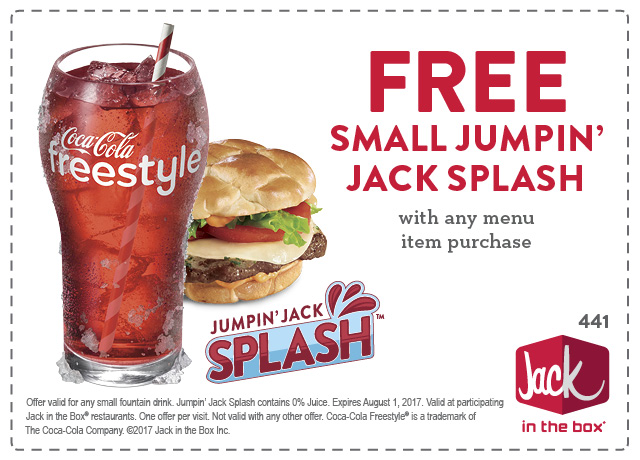 FREE
SMALL JUMPIN'
JACK SPLASH
with any menu
item purchase
Coca-Cola
freestyle
JUMPIN' JACK
SPLASH™
441
Jack
in the box®
Offer valid for any small fountain drink. Jumpin' Jack Splash contains 0% Juice. Expires August 1, 2017. Valid at participating
Jack in the Box® restaurants. One offer per visit. Not valid with any other offer. Coca-Cola Freestyle® is a trademark of
The Coca-Cola Company. ©2017 Jack in the Box Inc.